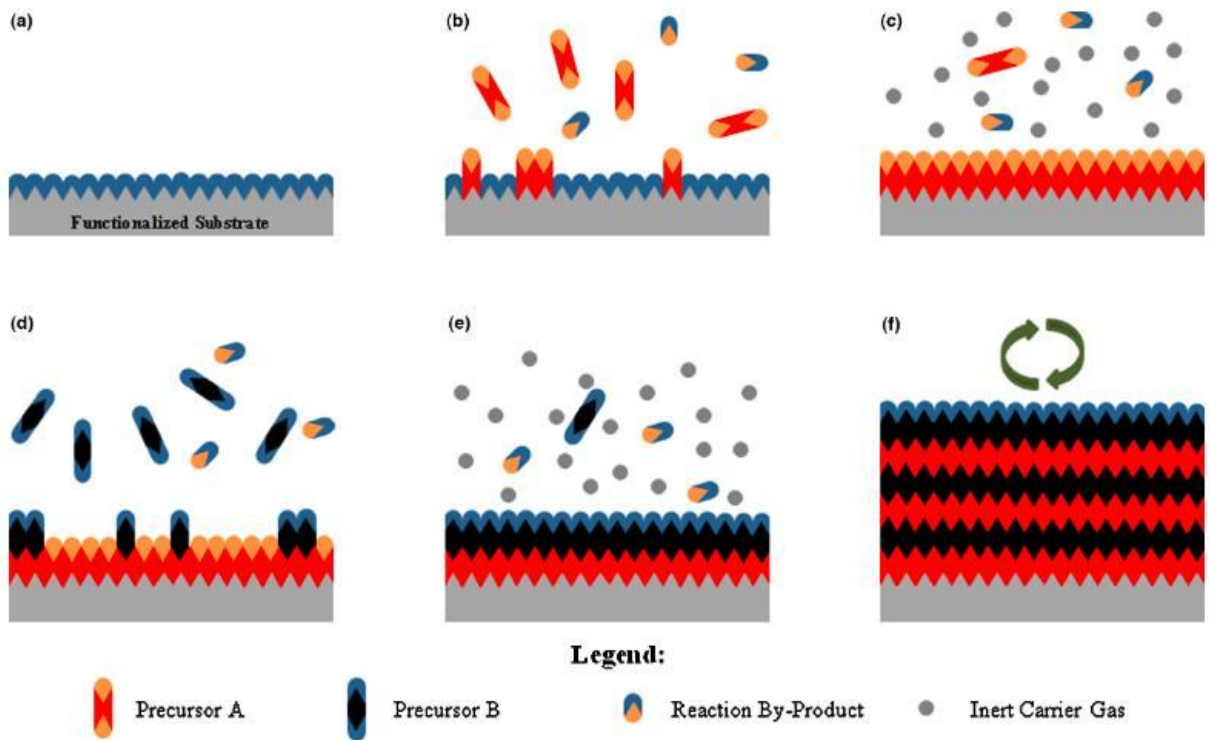 (a)
(b)
(c)
Functionalized Substrate
(d)
(e)
(f)
Legend:
Precursor A
Precursor B
Reaction By-Product
Inert Carrier Gas